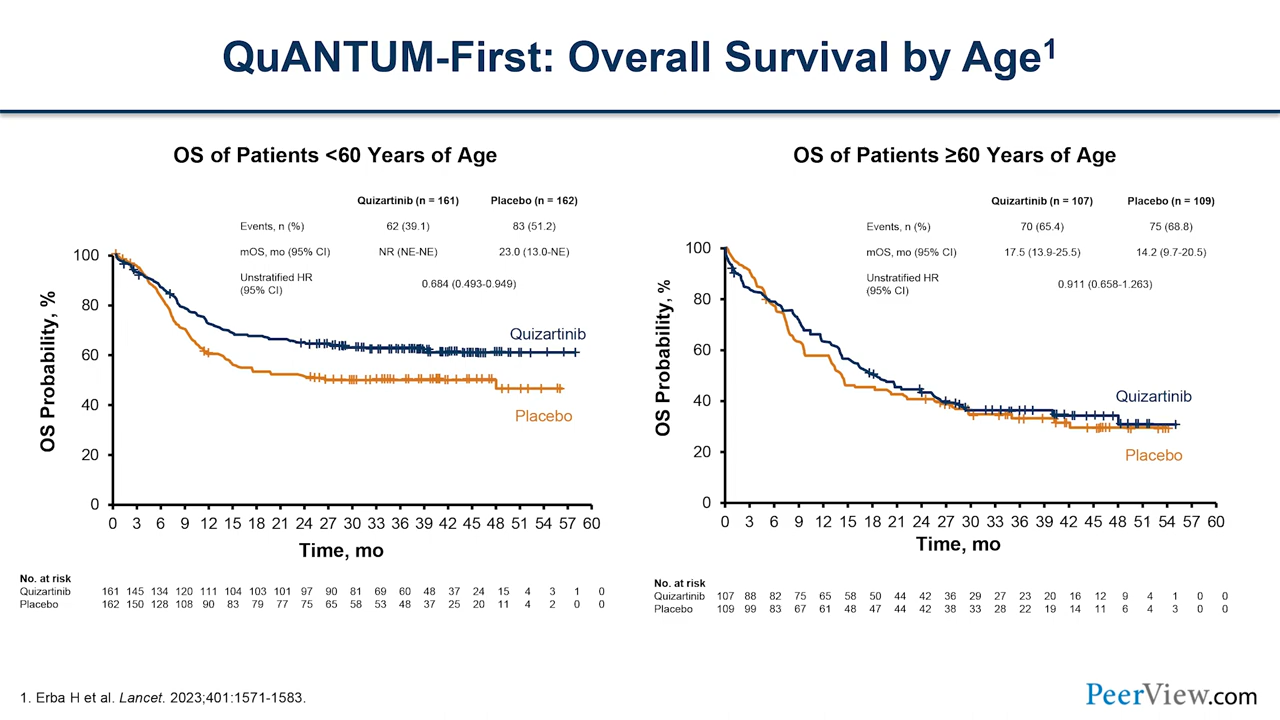 QuANTUM-First: Overall Survival by Age1
OS of Patients <60 Years of Age
Quizartinib (n = 161) Placebo (n = 162)
Events, n (%) 62 (39.1) 83 (51.2)
mOS, mo (95% CI) NR (NE-NE) 23.0 (13.0-NE)
Unstratified HR
(95% CI) 0.684 (0.493-0.949)
OS Probability, %
100
80
60
40
20
0
Quizartinib
Placebo
0 3 6 9 12 15 18 21 24 27 30 33 36 39 42 45 48 51 54 57 60
Time, mo
No. at risk
Quizartinib 161 145 134 120 111 104 103 101 97 90 81 69 60 48 37 24 15 4 3 1 0
Placebo 162 150 128 108 90 83 79 77 75 65 58 53 48 37 25 20 11 4 2 0 0
OS of Patients ≥60 Years of Age
Quizartinib (n = 107) Placebo (n = 109)
Events, n (%) 70 (65.4) 75 (68.8)
mOS, mo (95% CI) 17.5 (13.9-25.5) 14.2 (9.7-20.5)
Unstratified HR
(95% CI) 0.911 (0.658-1.263)
OS Probability, %
100
80
60
40
20
0
Quizartinib
Placebo
0 3 6 9 12 15 18 21 24 27 30 33 36 39 42 45 48 51 54 57 60
Time, mo
No. at risk
Quizartinib 107 88 82 75 65 58 50 44 42 36 29 27 23 20 16 12 9 4 1 0 0
Placebo 109 99 83 67 61 48 47 44 42 38 33 28 22 19 14 11 6 4 3 0 0
1. Erba H et al. Lancet. 2023;401:1571-1583.
PeerView.com